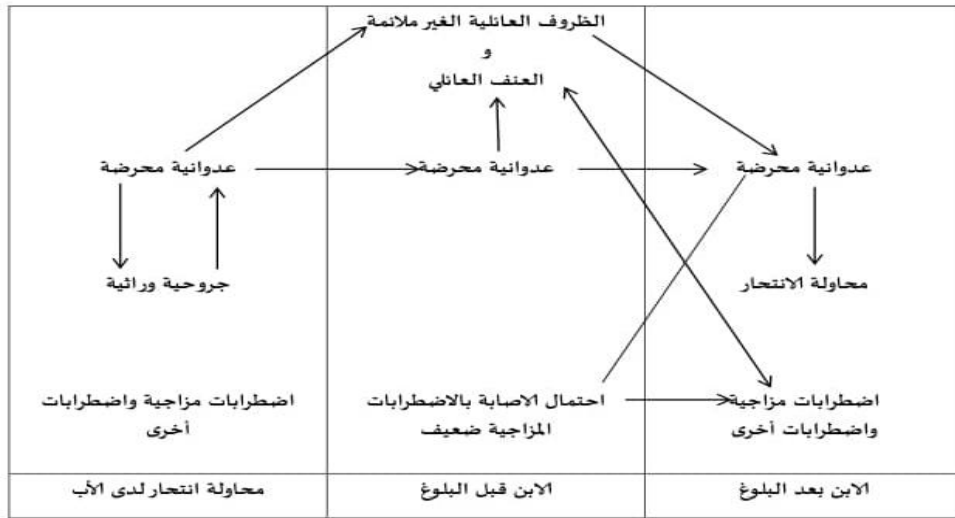 الظروف العائلية الغير ملائمة
و
العنف العائلي
عدوانية محرضة
عدوانية محرضة
عدوانية محرضة
محاولة الانتحار
جروحية وراثية
اضطرابات مزاجية
واضطرابات أخرى
احتمال الاصابة بالاضطرابات
المزاجية ضعيف
اضطرابات مزاجية واضطرابات
أخرى
الابن بعد البلوغ
الابن قبل البلوغ
محاولة انتحار لدى الأب